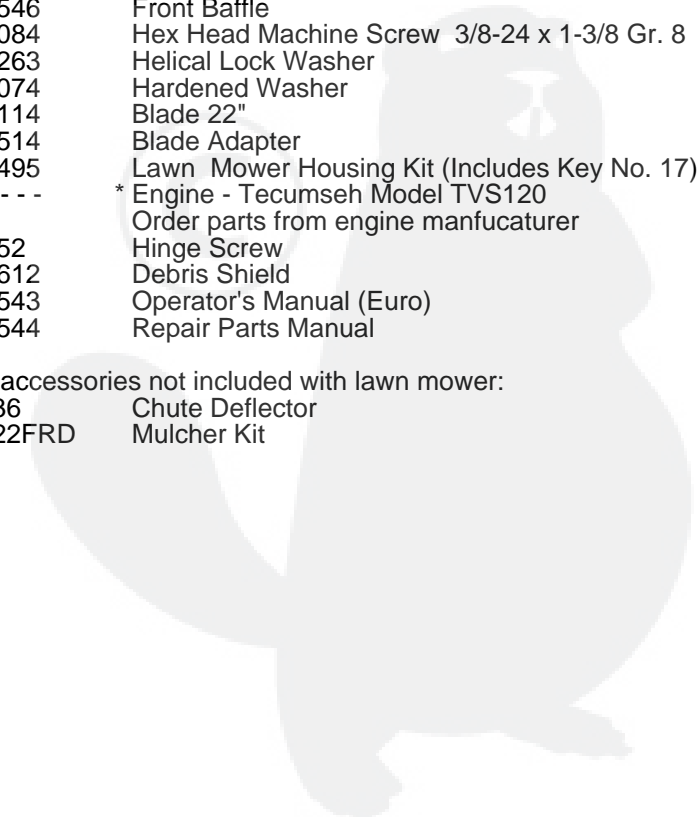 546 Front Baffle
084 Hex Head Machine Screw 3/8-24 x 1-3/8 Gr. 8
263 Helical Lock Washer
074 Hardened Washer
114 Blade 22"
514 Blade Adapter
495 Lawn Mower Housing Kit (Includes Key No. 17)
- - - * Engine - Tecumseh Model TVS120
Order parts from engine manfucaturer
52 Hinge Screw
612 Debris Shield
543 Operator's Manual (Euro)
544 Repair Parts Manual
accessories not included with lawn mower:
36 Chute Deflector
22FRD Mulcher Kit